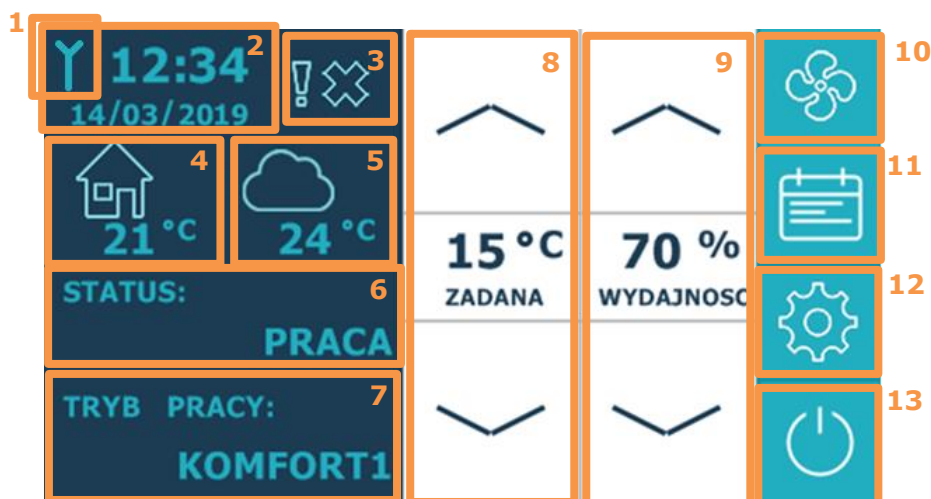 1
12:34
2
14/03/2019
3
4
21 °C
5
24 °C
STATUS:
6
PRACA
TRYB PRACY:
7
KOMFORT1
8
15 °C
ZADANA
9
70 %
WYDAJNOSC
10
11
12
13